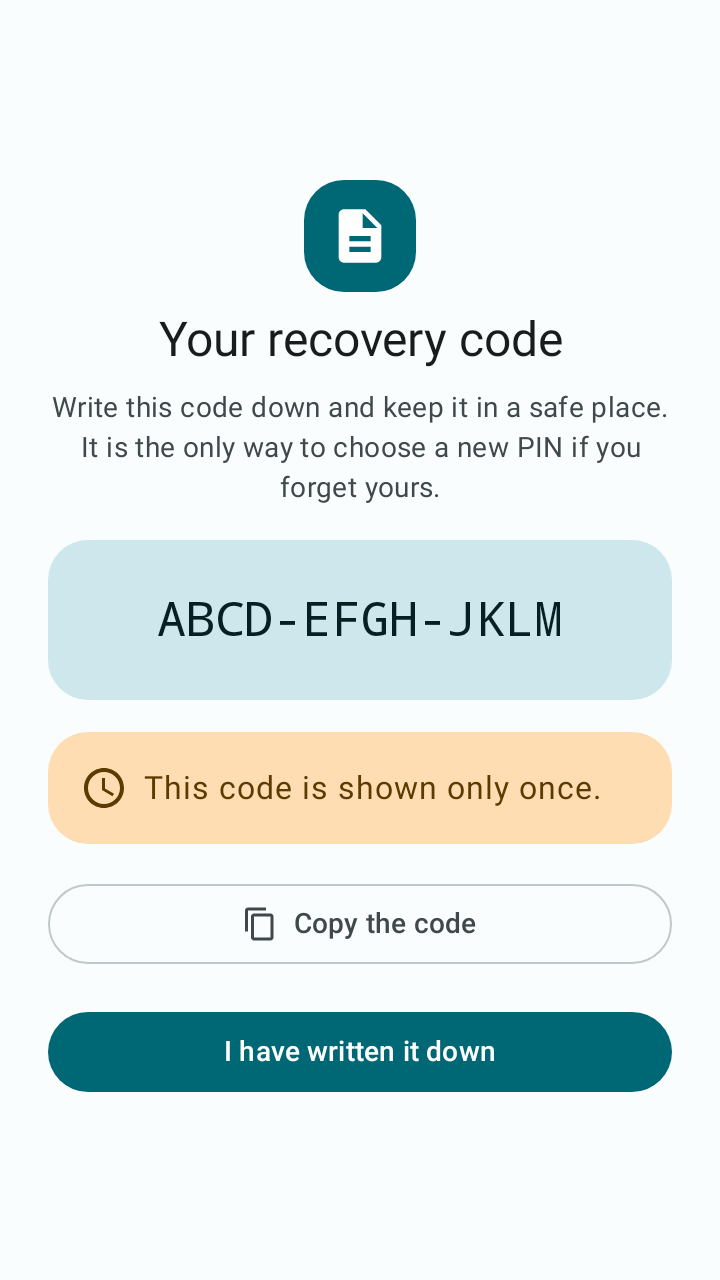 Your recovery code
Write this code down and keep it in a safe place.
It is the only way to choose a new PIN if you
forget yours.
ABCD-EFGH-JKLM
This code is shown only once.
Copy the code
I have written it down